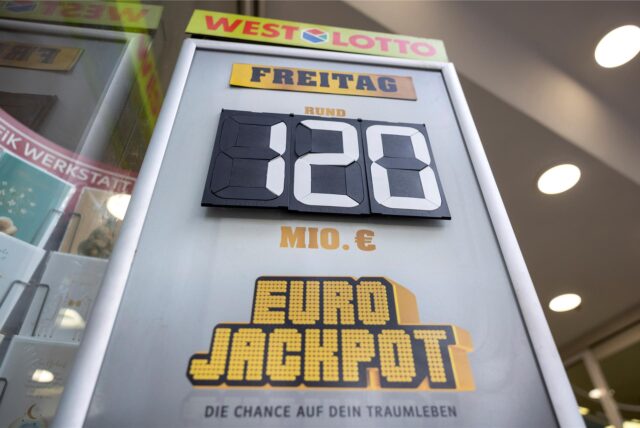 WEST LOTTO
FREITAG
RUND
120
MIO. €
EURO
JACKPOT
DIE CHANCE AUF DEIN TRAUMLEBEN
FIK WERKSTATT